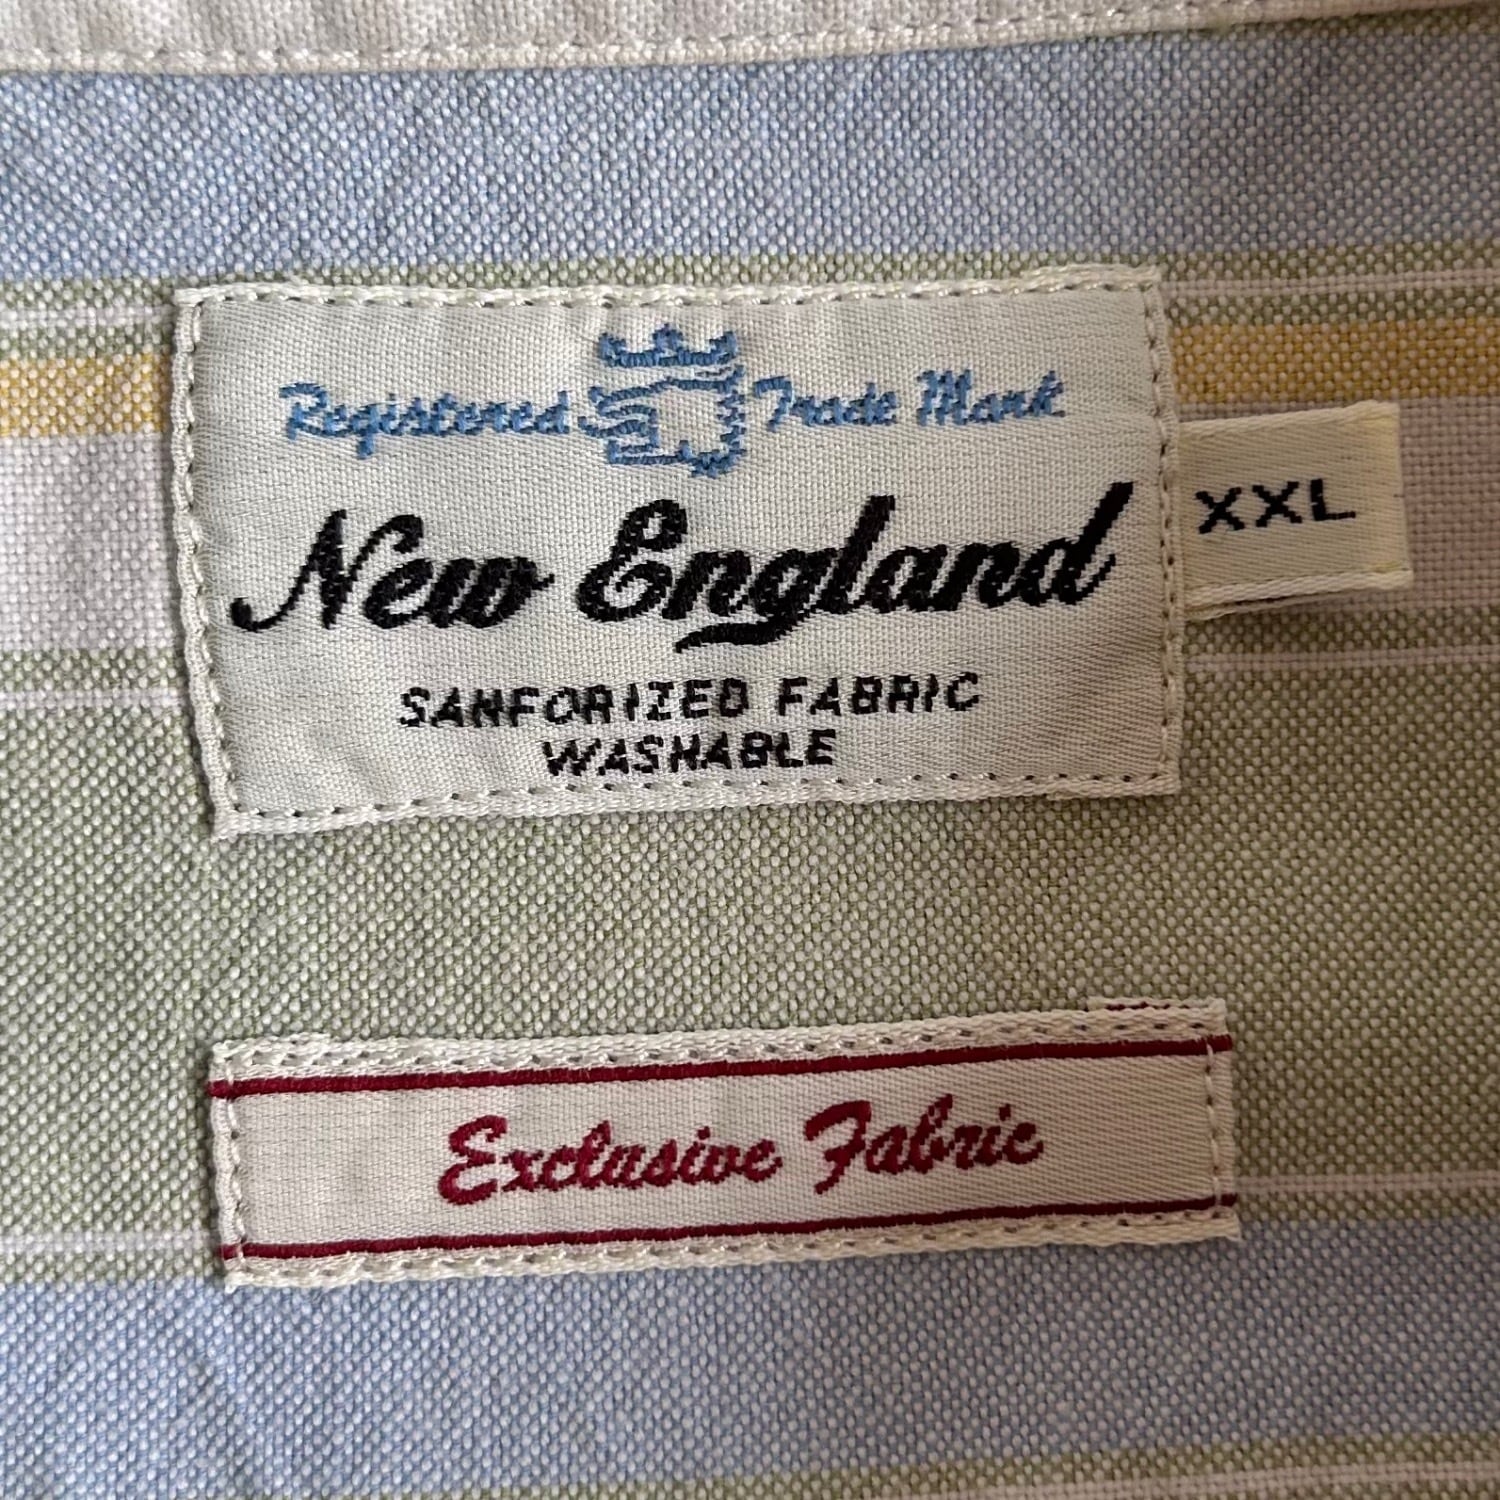 Registered Trade Mark
New England
XXL
SANFORIZED FABRIC
WASHABLE
Exclusive Fabric